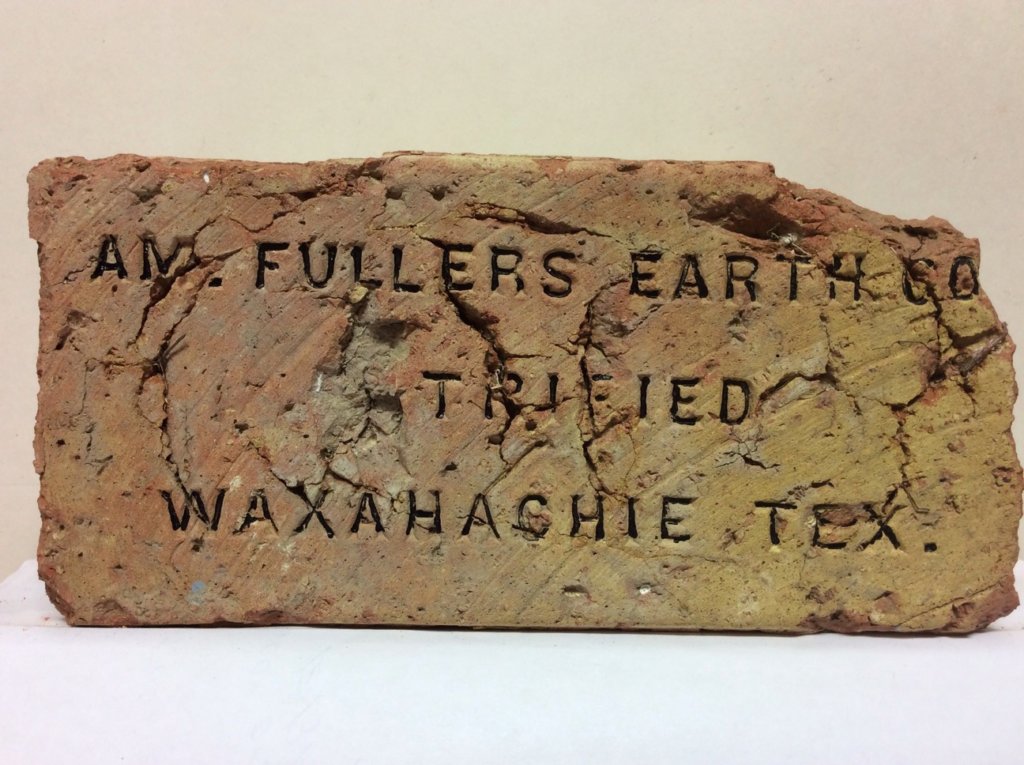 AM. FULLERS EARTH CO
TRIFIED
WAXAHACHIE TEX.